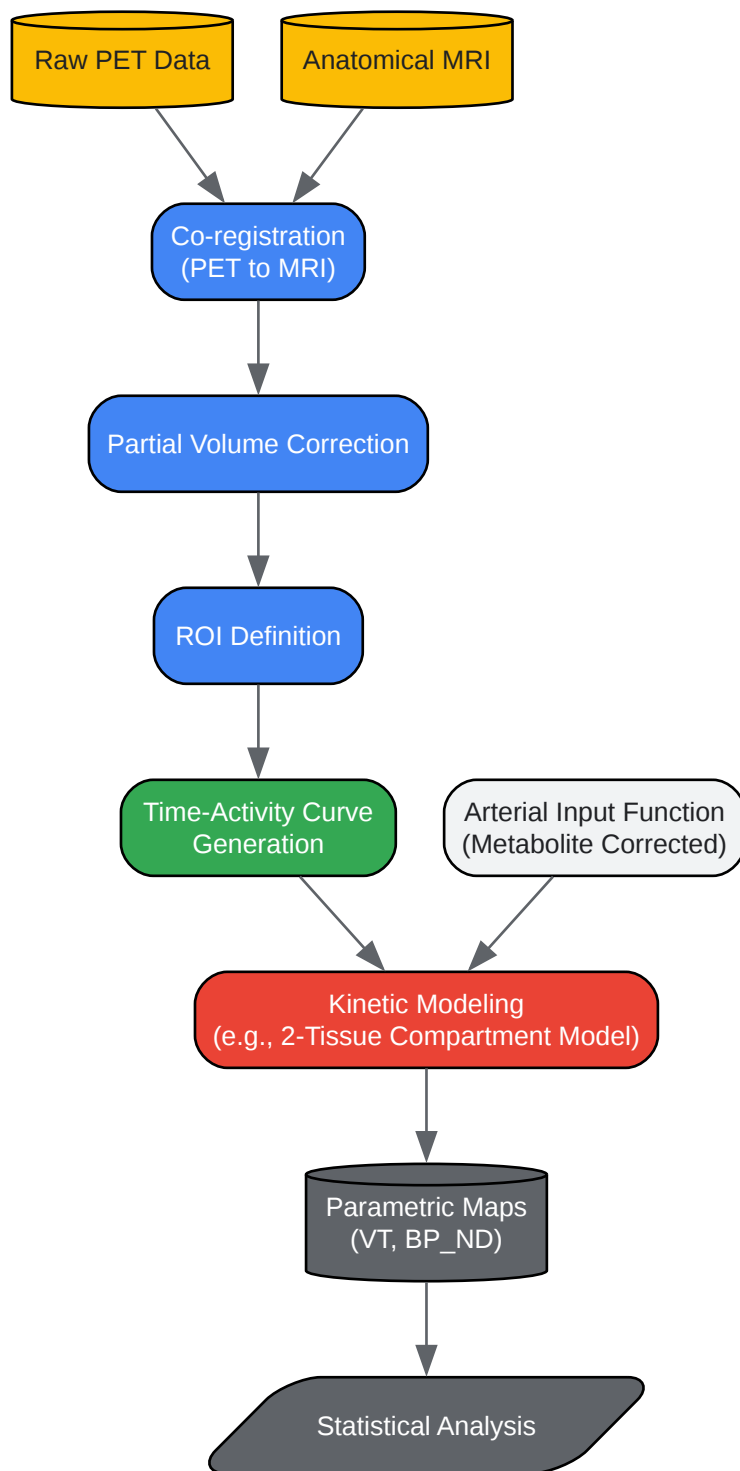 Raw PET Data
Anatomical MRI
Co-registration
(PET to MRI)
Partial Volume Correction
ROI Definition
Time-Activity Curve
Generation
Arterial Input Function
(Metabolite Corrected)
Kinetic Modeling
(e.g., 2-Tissue Compartment Model)
Parametric Maps
(VT, BP_ND)
Statistical Analysis